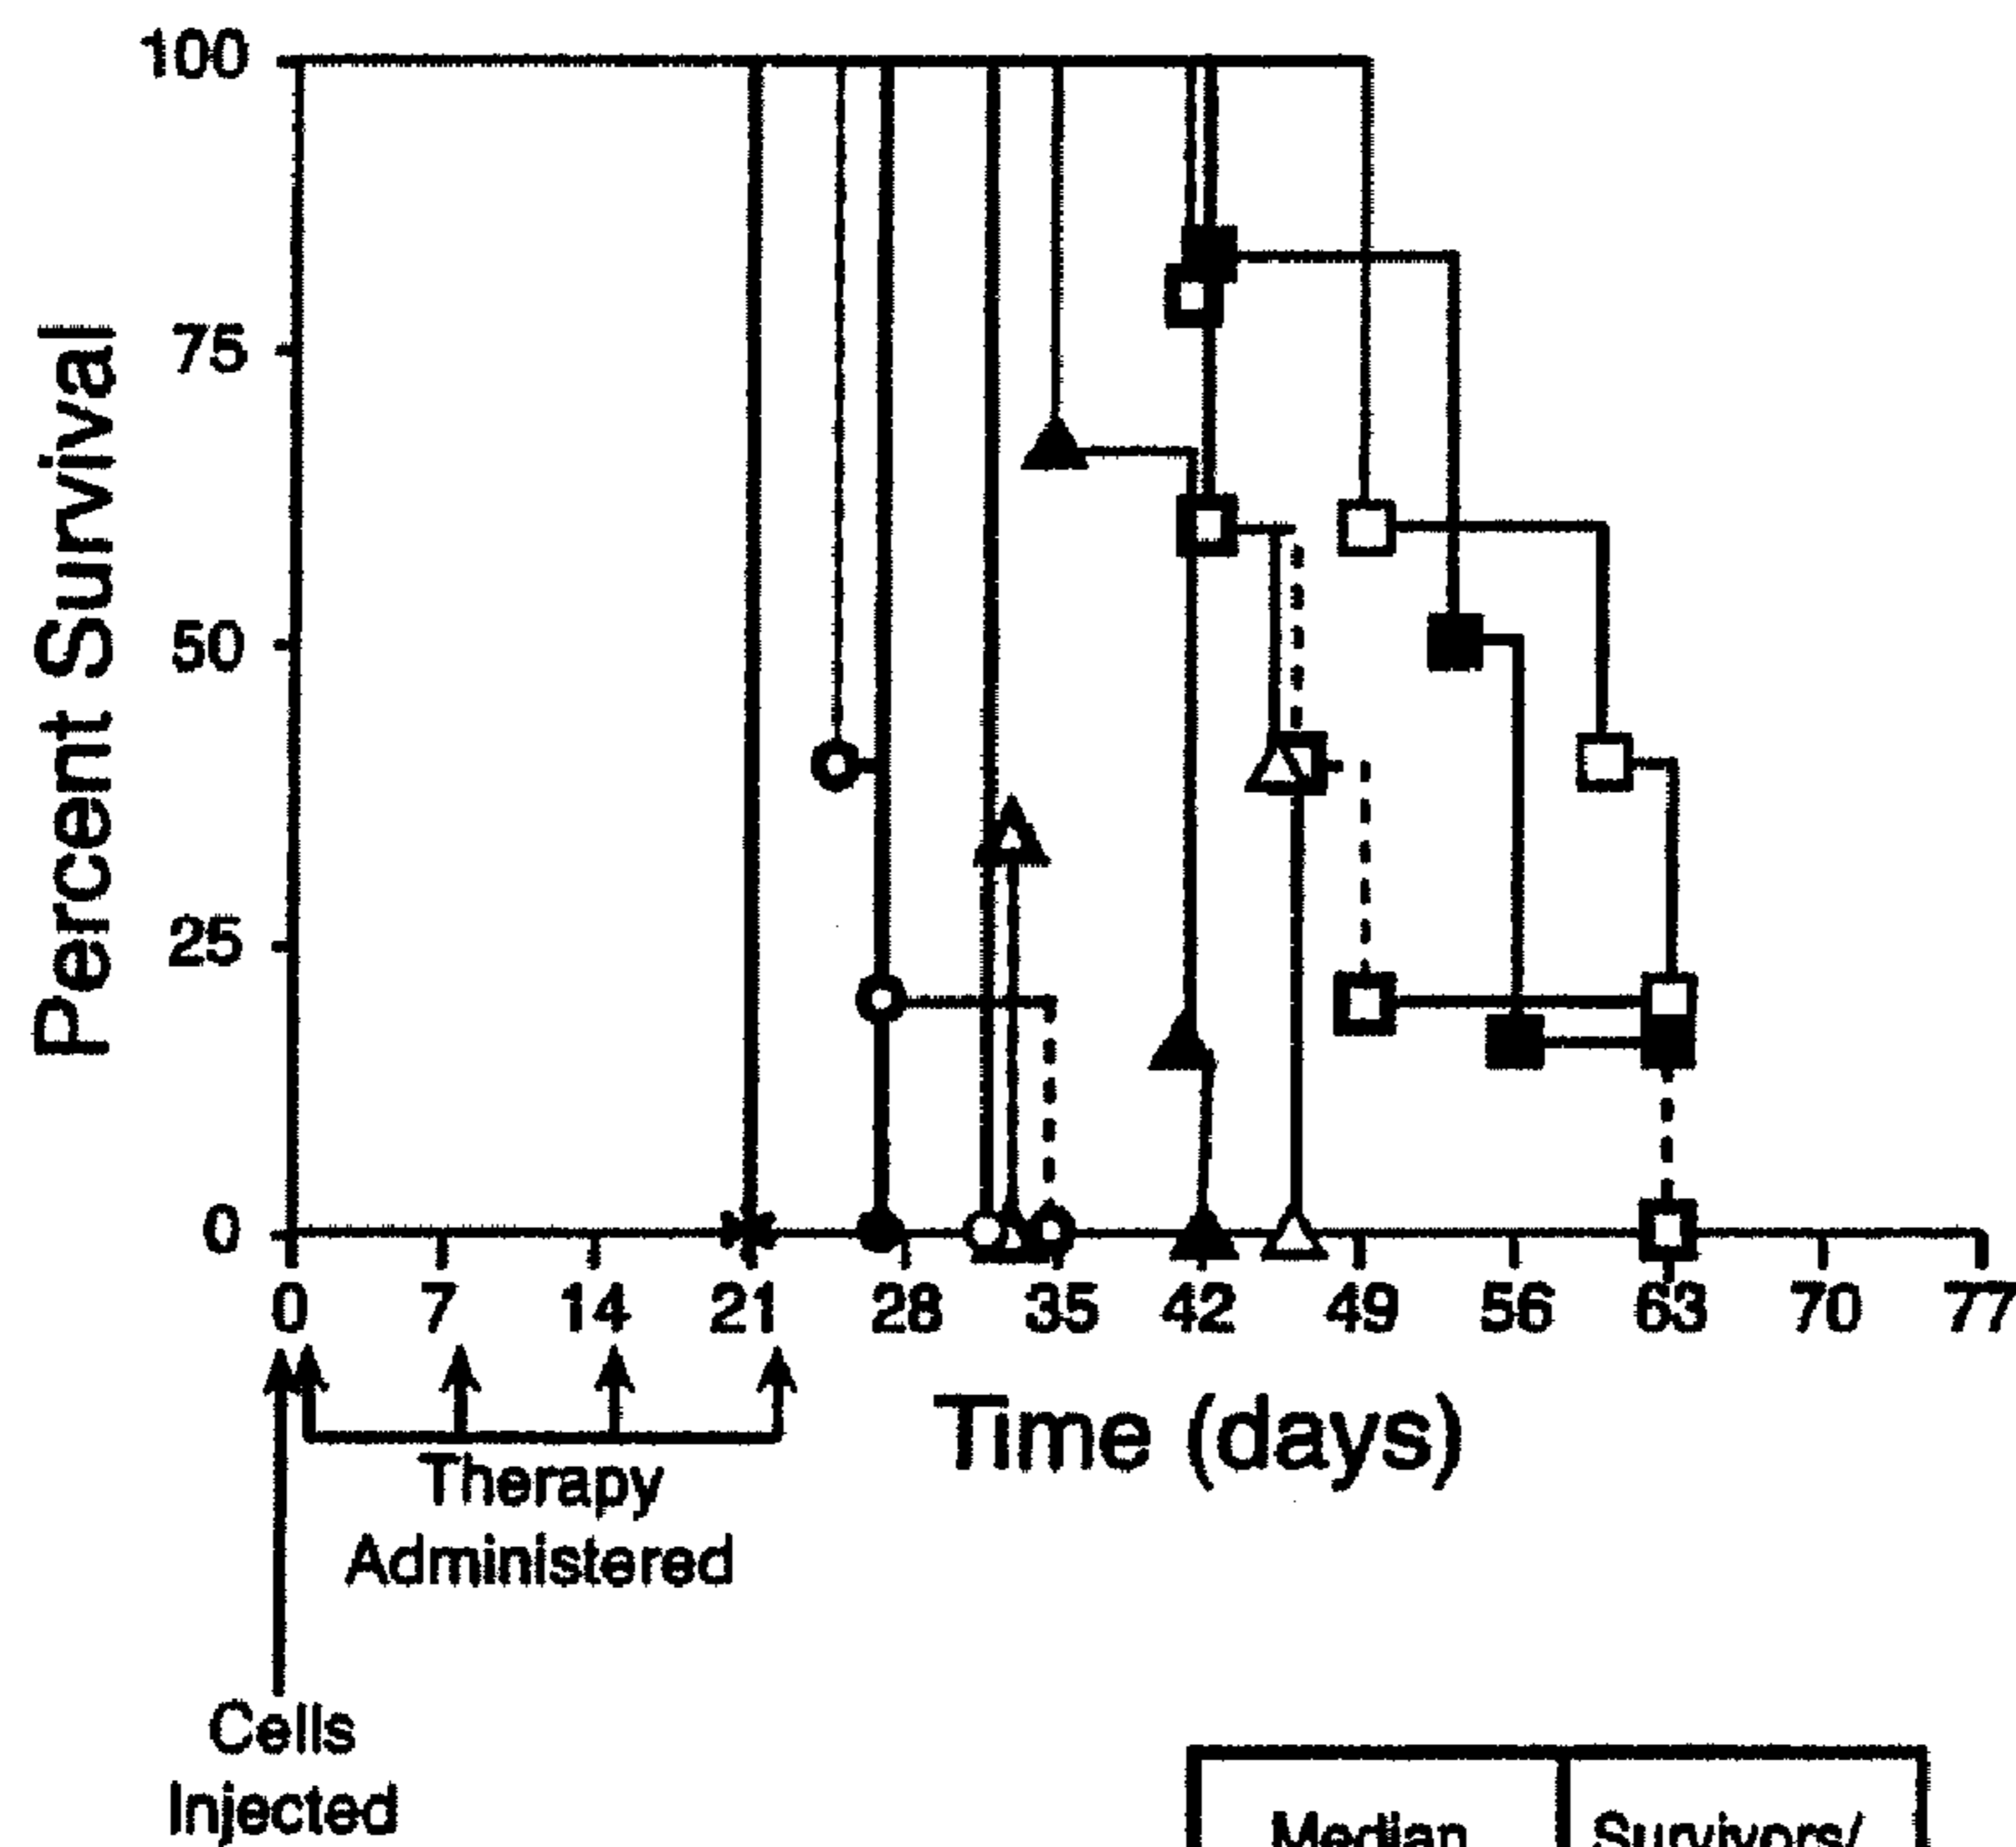 100
75
50
25
0
Percent Survival
0 7 14 21 28 35 42 49 56 63 70 77
Time (days)
Therapy
Administered
Cells
Injected
Median
Survivors/